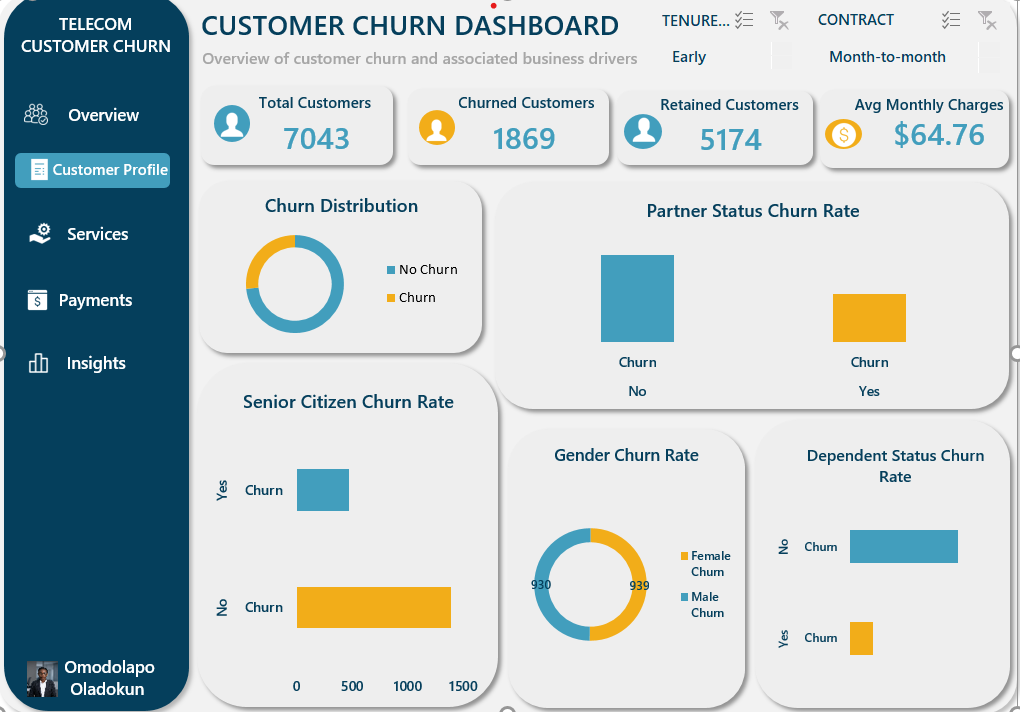 TELECOM
CUSTOMER CHURN
Overview
Customer Profile
Services
Payments
Insights
Omodolapo
Oladokun
CUSTOMER CHURN DASHBOARD
Overview of customer churn and associated business drivers
TENURE...
Early
CONTRACT
Month-to-month
Total Customers
7043
Churned Customers
1869
Retained Customers
5174
Avg Monthly Charges
$
$64.76
Churn Distribution
No Churn
Churn
Partner Status Churn Rate
Churn
No
Churn
Yes
Senior Citizen Churn Rate
Yes
Churn
No
Churn
0 500 1000 1500
Gender Churn Rate
930
939
Female
Churn
Male
Churn
Dependent Status Churn
Rate
No
Churn
Yes
Churn